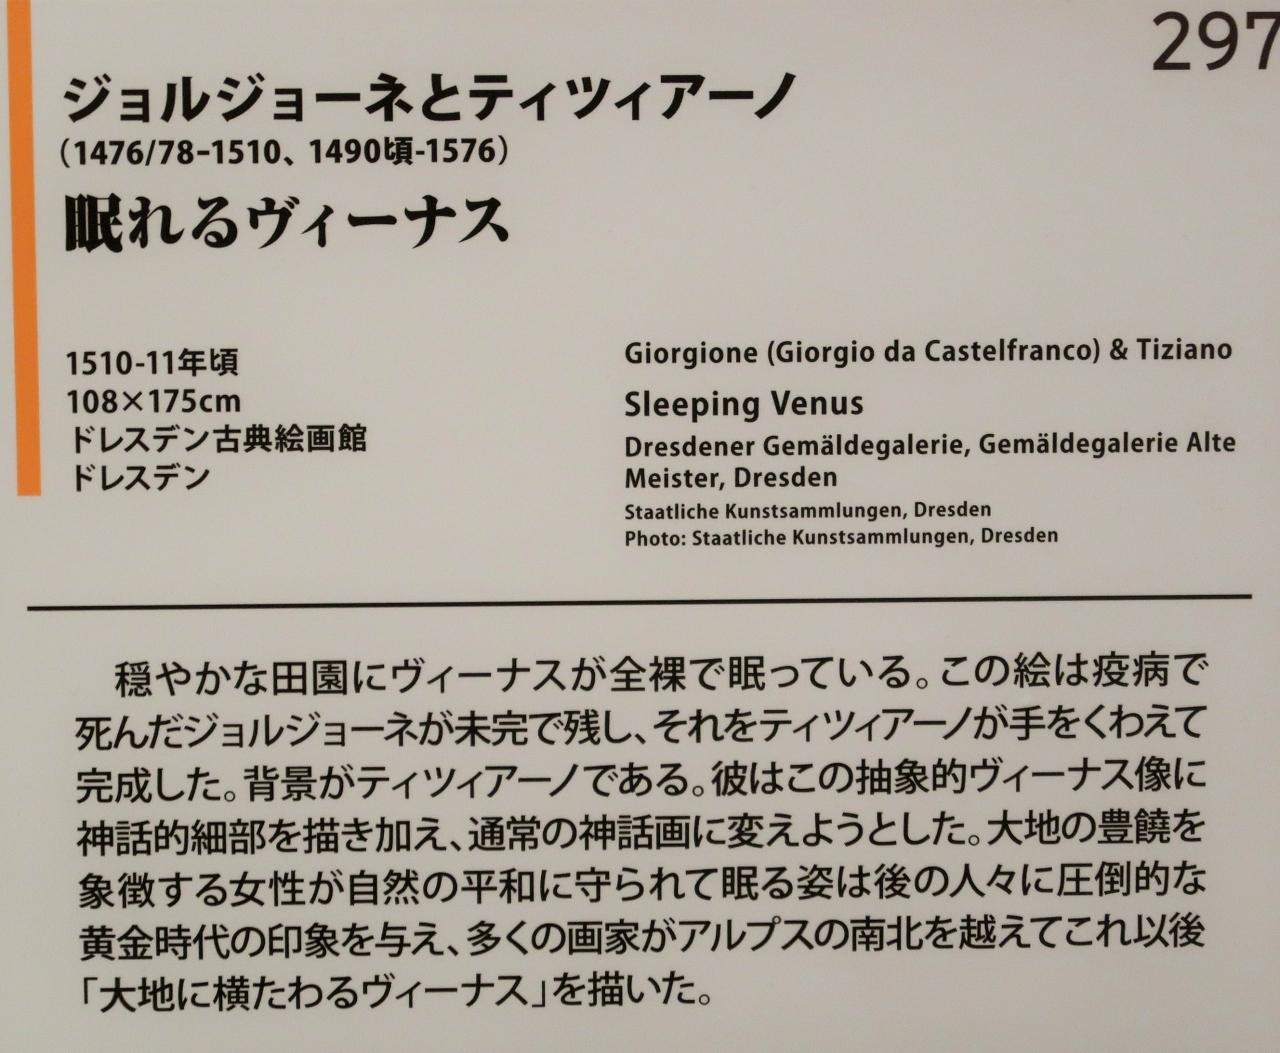 297
ジョルジョーネとティツィアーノ
（1476/78-1510、1490頃-1576）
眠れるヴィーナス
1510-11年頃
108×175cm
ドレスデン古典絵画館
ドレスデン
Giorgione (Giorgio da Castelfranco) & Tiziano
Sleeping Venus
Dresdener Gemäldegalerie, Gemäldegalerie Alte
Meister, Dresden
Staatliche Kunstsammlungen, Dresden
Photo: Staatliche Kunstsammlungen, Dresden
穏やかな田園にヴィーナスが全裸で眠っている。この絵は疫病で
死んだジョルジョーネが未完で残し、それをティツィアーノが手をくわえて
完成した。背景がティツィアーノである。彼はこの抽象的ヴィーナス像に
神話的細部を描き加え、通常の神話画に変えようとした。大地の豊饒を
象徴する女性が自然の平和に守られて眠る姿は後の人々に圧倒的な
黄金時代の印象を与え、多くの画家がアルプスの南北を越えてこれ以後
「大地に横たわるヴィーナス」を描いた。